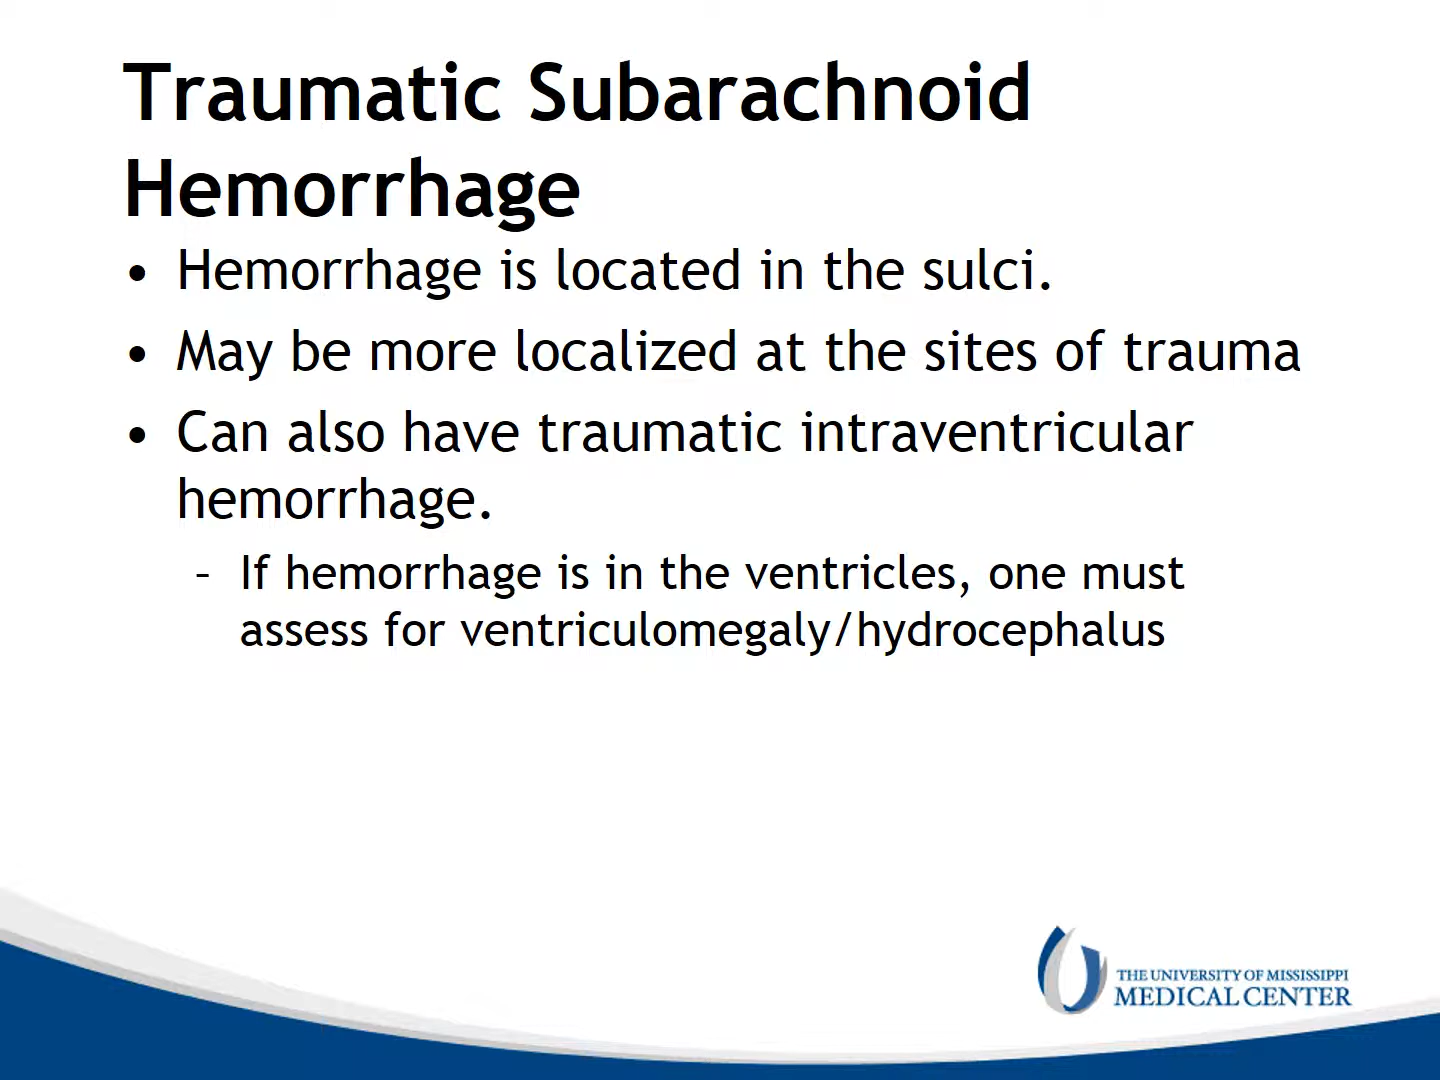 Traumatic Subarachnoid
Hemorrhage
• Hemorrhage is located in the sulci.
• May be more localized at the sites of trauma
• Can also have traumatic intraventricular
hemorrhage.
– If hemorrhage is in the ventricles, one must
assess for ventriculomegaly/hydrocephalus
THE UNIVERSITY OF MISSISSIPPI
MEDICAL CENTER